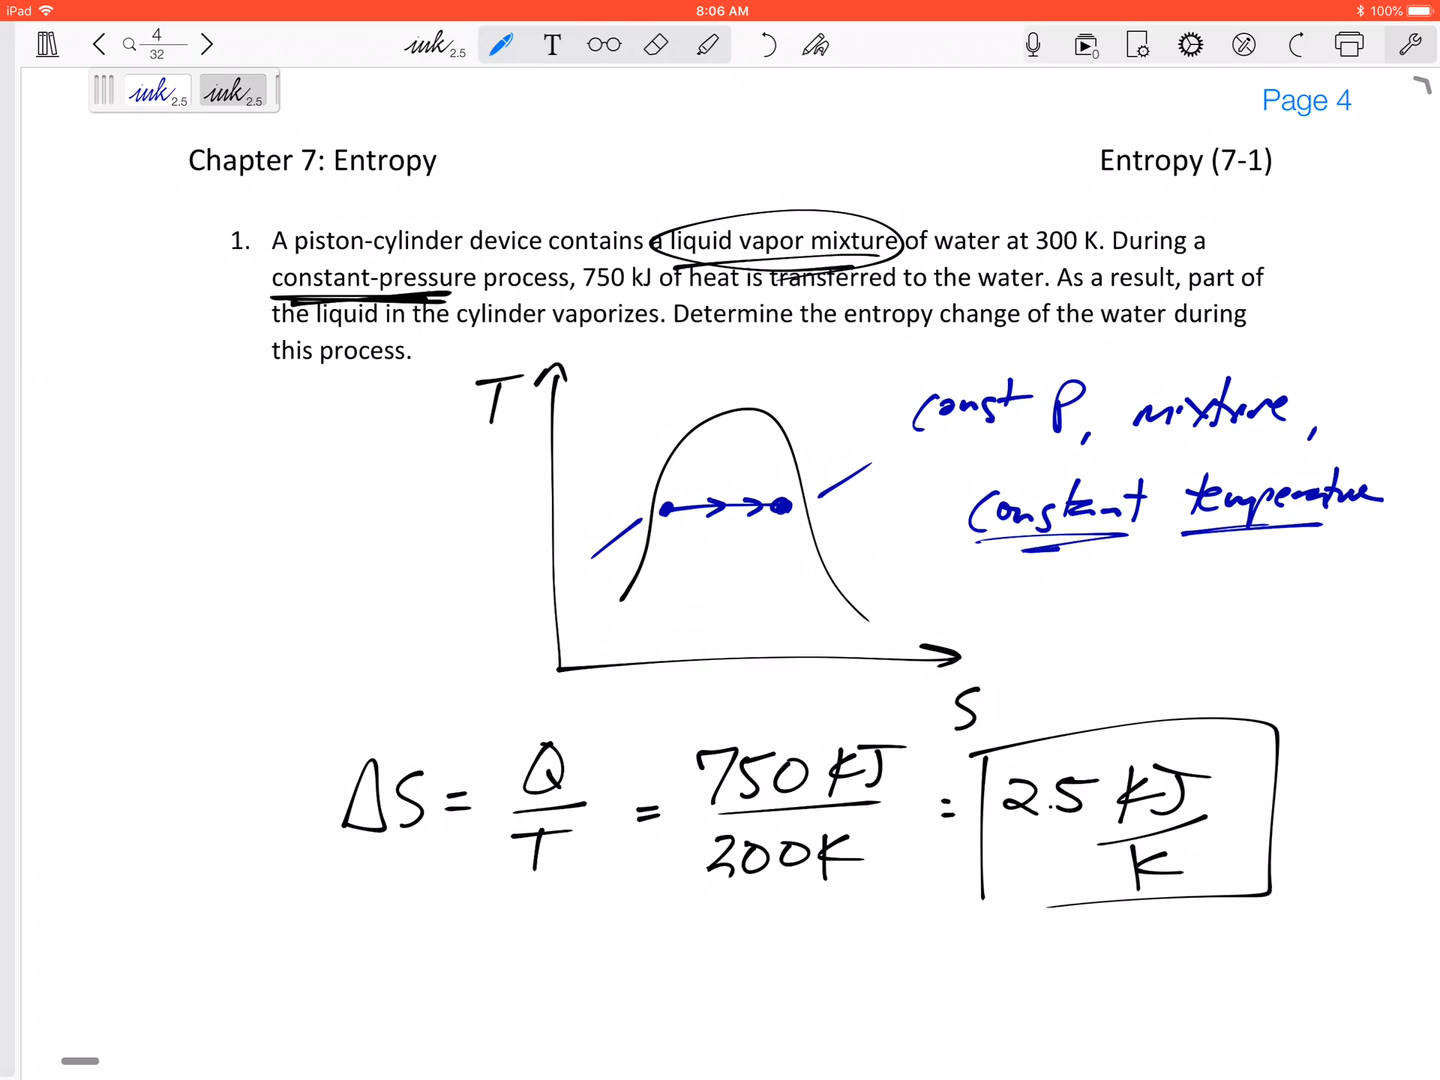 iPad 8:06 AM 100%
4
32
ink 2.5 T 0
ink 2.5 ink 2.5
Page 4
Chapter 7: Entropy Entropy (7-1)
1. A piston-cylinder device contains a liquid vapor mixture of water at 300 K. During a
constant-pressure process, 750 kJ of heat is transferred to the water. As a result, part of
the liquid in the cylinder vaporizes. Determine the entropy change of the water during
this process.
T
const P, mixture,
constant temperature
S
ΔS = Q/T = 750 KJ/200K = 2.5 KJ/K